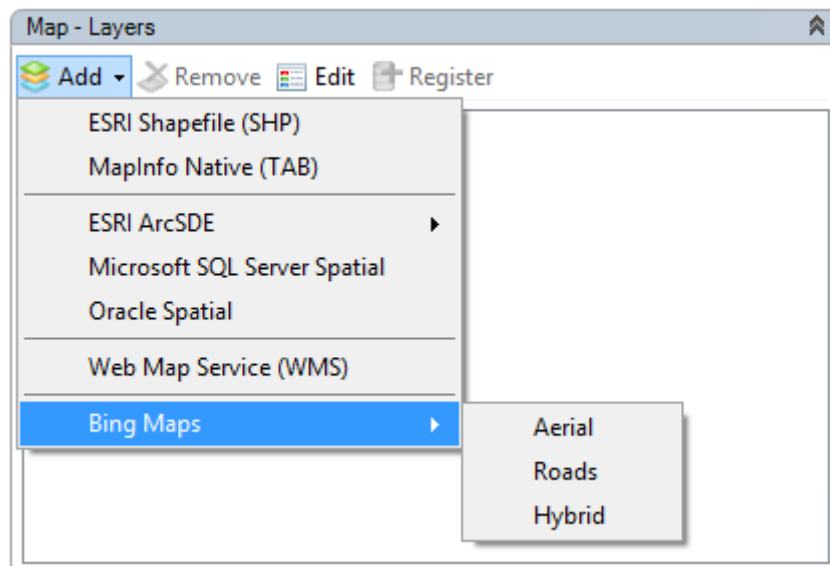 Map - Layers
Add Remove Edit Register
ESRI Shapefile (SHP)
MapInfo Native (TAB)
ESRI ArcSDE
Microsoft SQL Server Spatial
Oracle Spatial
Web Map Service (WMS)
Bing Maps
Aerial
Roads
Hybrid